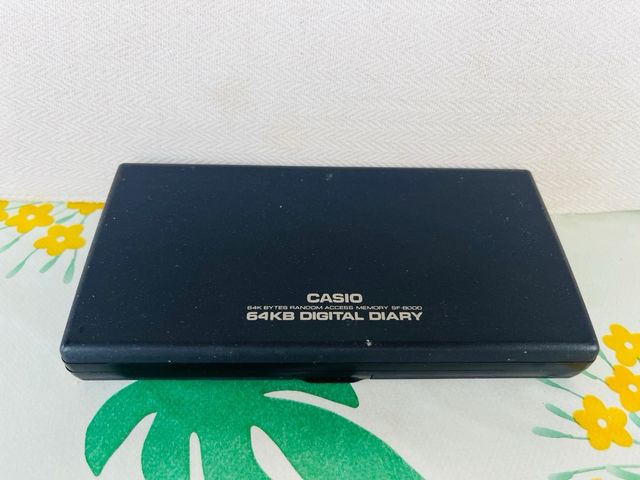 CASIO
64K BYTES RANDOM ACCESS MEMORY SF-8000
64KB DIGITAL DIARY